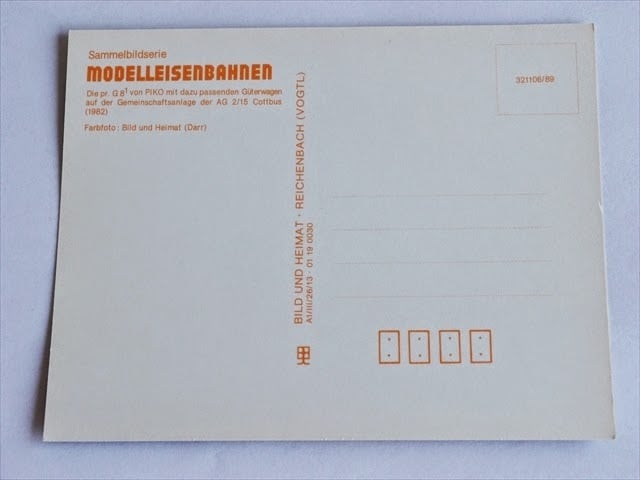 Sammelbildserie
MODELLEISENBAHNEN
Die pr. G 8¹ von PIKO mit dazu passenden Güterwagen
auf der Gemeinschaftsanlage der AG 2/15 Cottbus
(1982)
Farbfoto: Bild und Heimat (Darr)
BILD UND HEIMAT · REICHENBACH (VOGTL)
A1/III/26/13 · 01 19 0030
321106/89